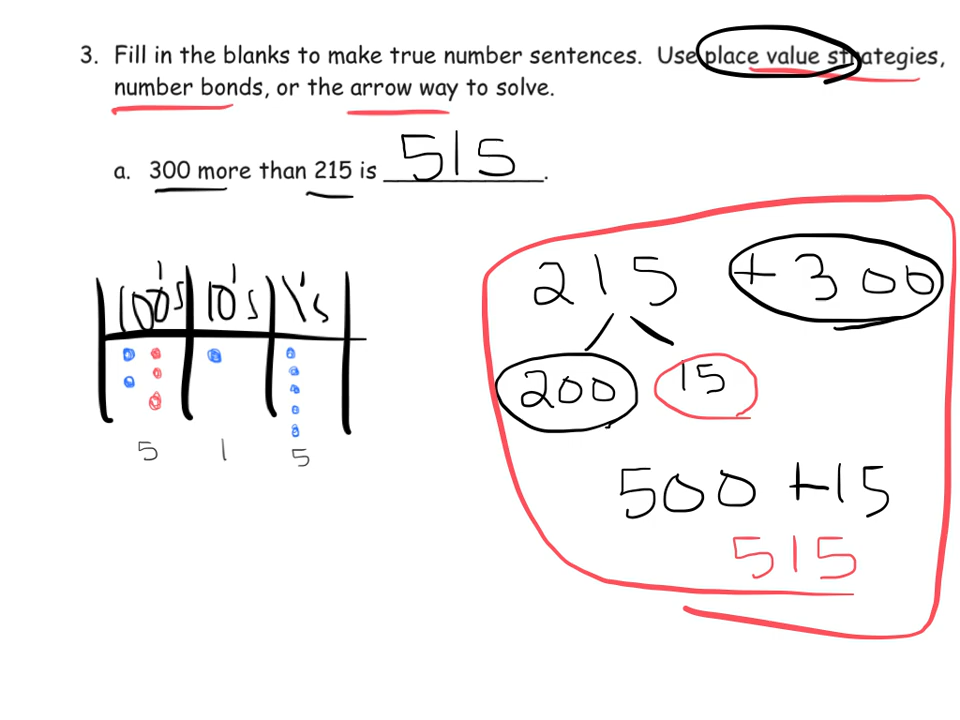 3. Fill in the blanks to make true number sentences. Use place value strategies,
number bonds, or the arrow way to solve.
a. 300 more than 215 is 515.
100's 10's 1's
5 1 5
215 + 300
200 15
500 + 15
515